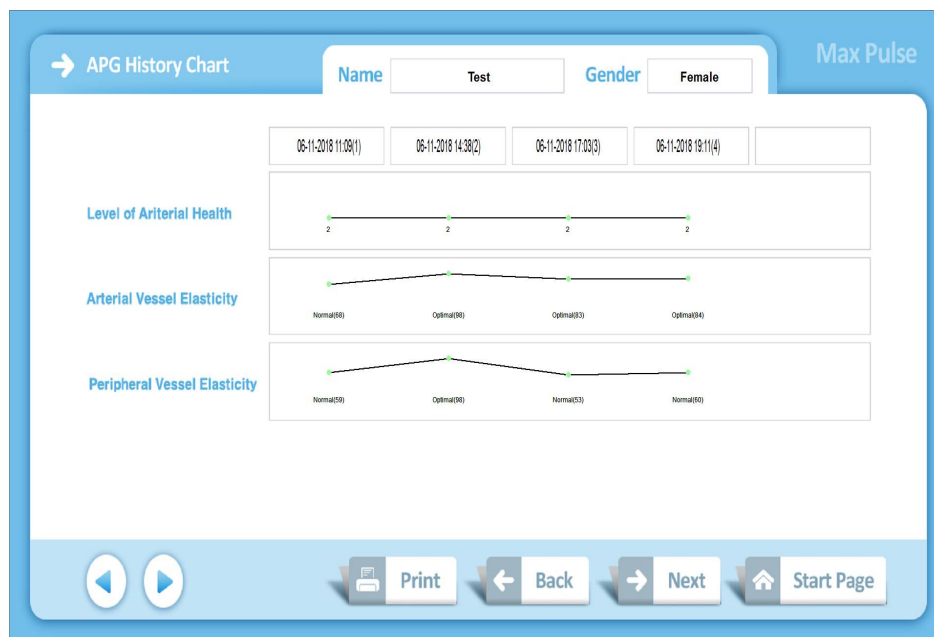 APG History Chart
Name Test Gender Female
Max Pulse
06-11-2018 11:09(1) 06-11-2018 14:38(2) 06-11-2018 17:03(3) 06-11-2018 19:11(4)
Level of Ariterial Health
2 2 2 2
Arterial Vessel Elasticity
Normal(68) Optimal(98) Optimal(83) Optimal(84)
Peripheral Vessel Elasticity
Normal(59) Optimal(98) Normal(53) Normal(60)
Print Back Next Start Page